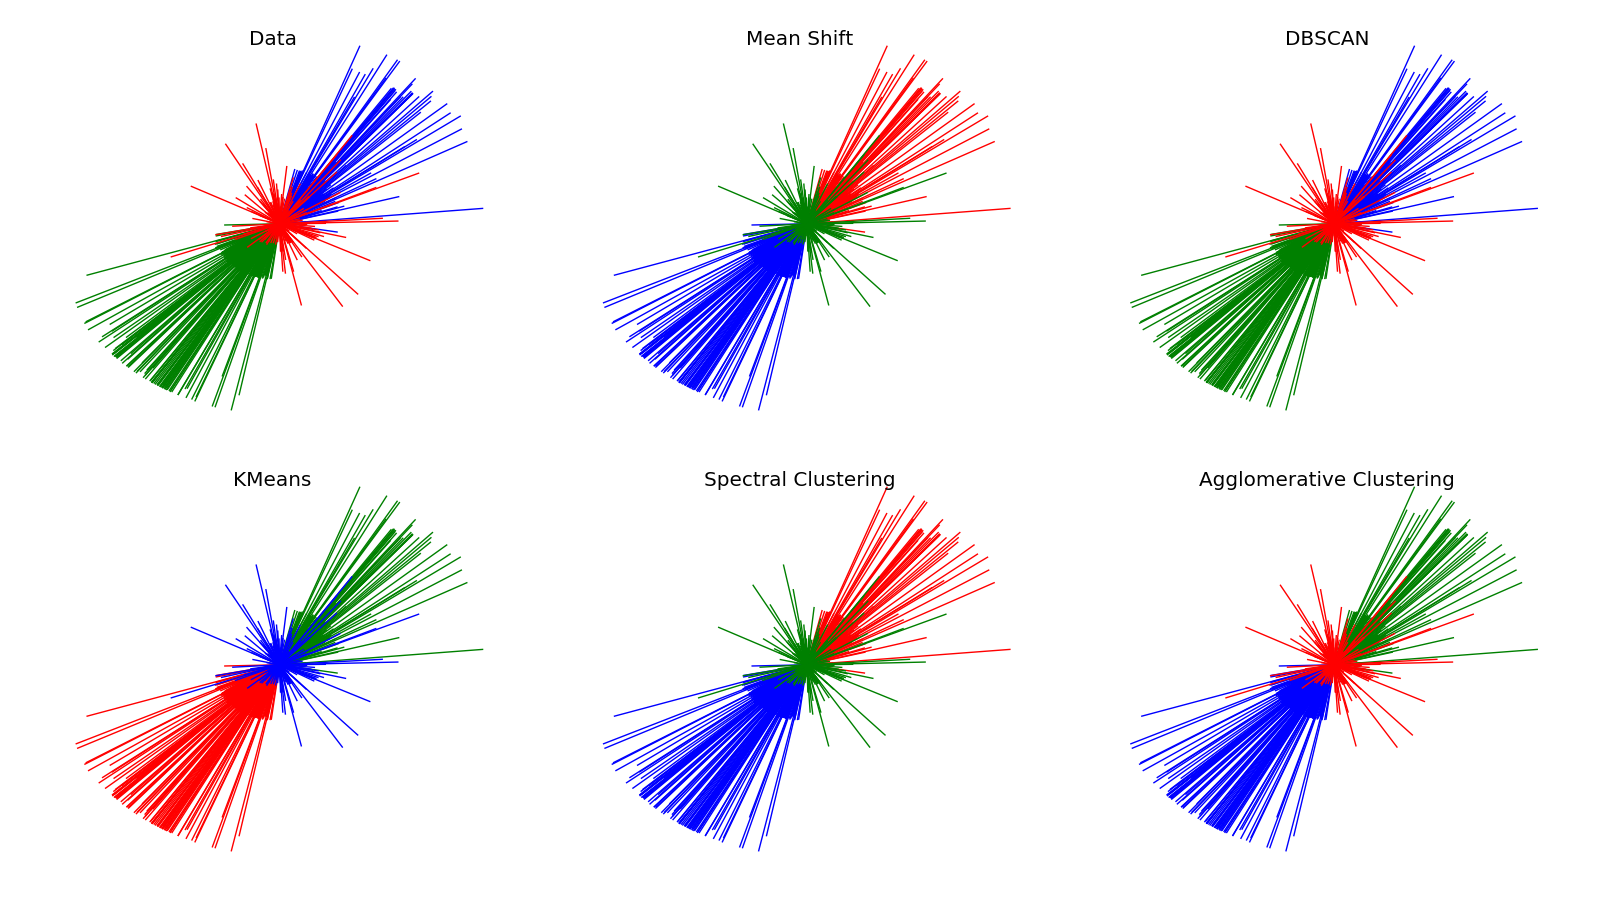 Data
Mean Shift
DBSCAN
KMeans
Spectral Clustering
Agglomerative Clustering